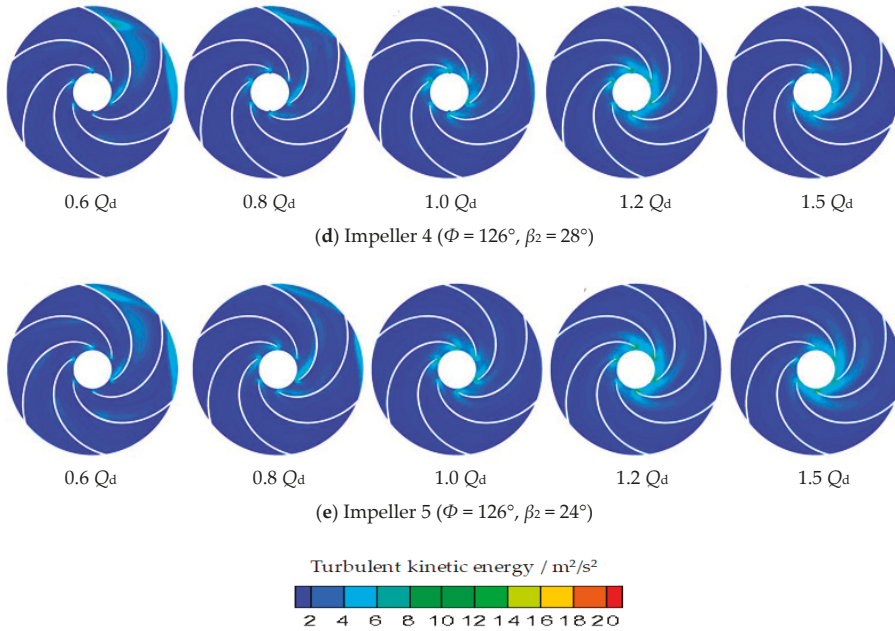 0.6 Qd 0.8 Qd 1.0 Qd 1.2 Qd 1.5 Qd
(d) Impeller 4 (Φ = 126°, β2 = 28°)
0.6 Qd 0.8 Qd 1.0 Qd 1.2 Qd 1.5 Qd
(e) Impeller 5 (Φ = 126°, β2 = 24°)
Turbulent kinetic energy / m²/s²
2 4 6 8 10 12 14 16 18 20